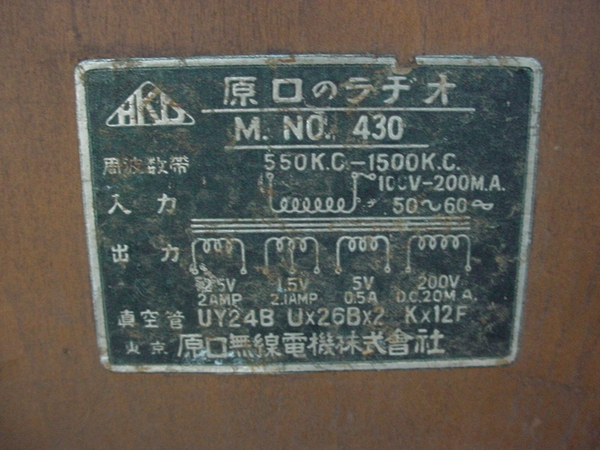 HKD
原口のラヂオ
M. NO. 430
周波数帯 550K.C.-1500K.C.
入力 100V-200M.A.
50~60~
出力
2.5V 1.5V 5V 200V
2AMP 2.1AMP 0.5A D.C.20M.A.
真空管 UY24B Ux26Bx2 Kx12F
東京 原口無線電機株式會社